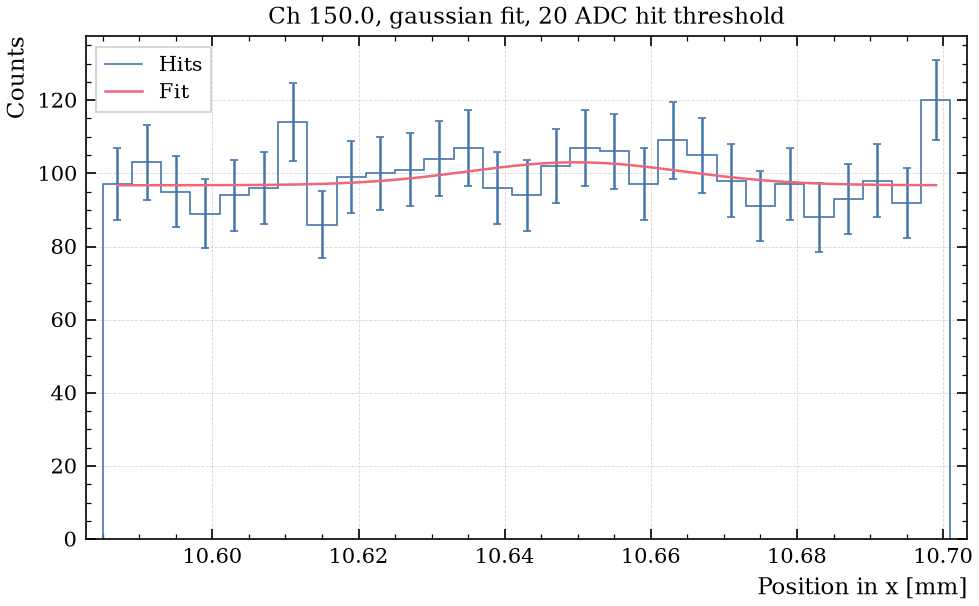 Ch 150.0, gaussian fit, 20 ADC hit threshold
Counts
Hits
Fit
120
100
80
60
40
20
0
10.60 10.62 10.64 10.66 10.68 10.70
Position in x [mm]